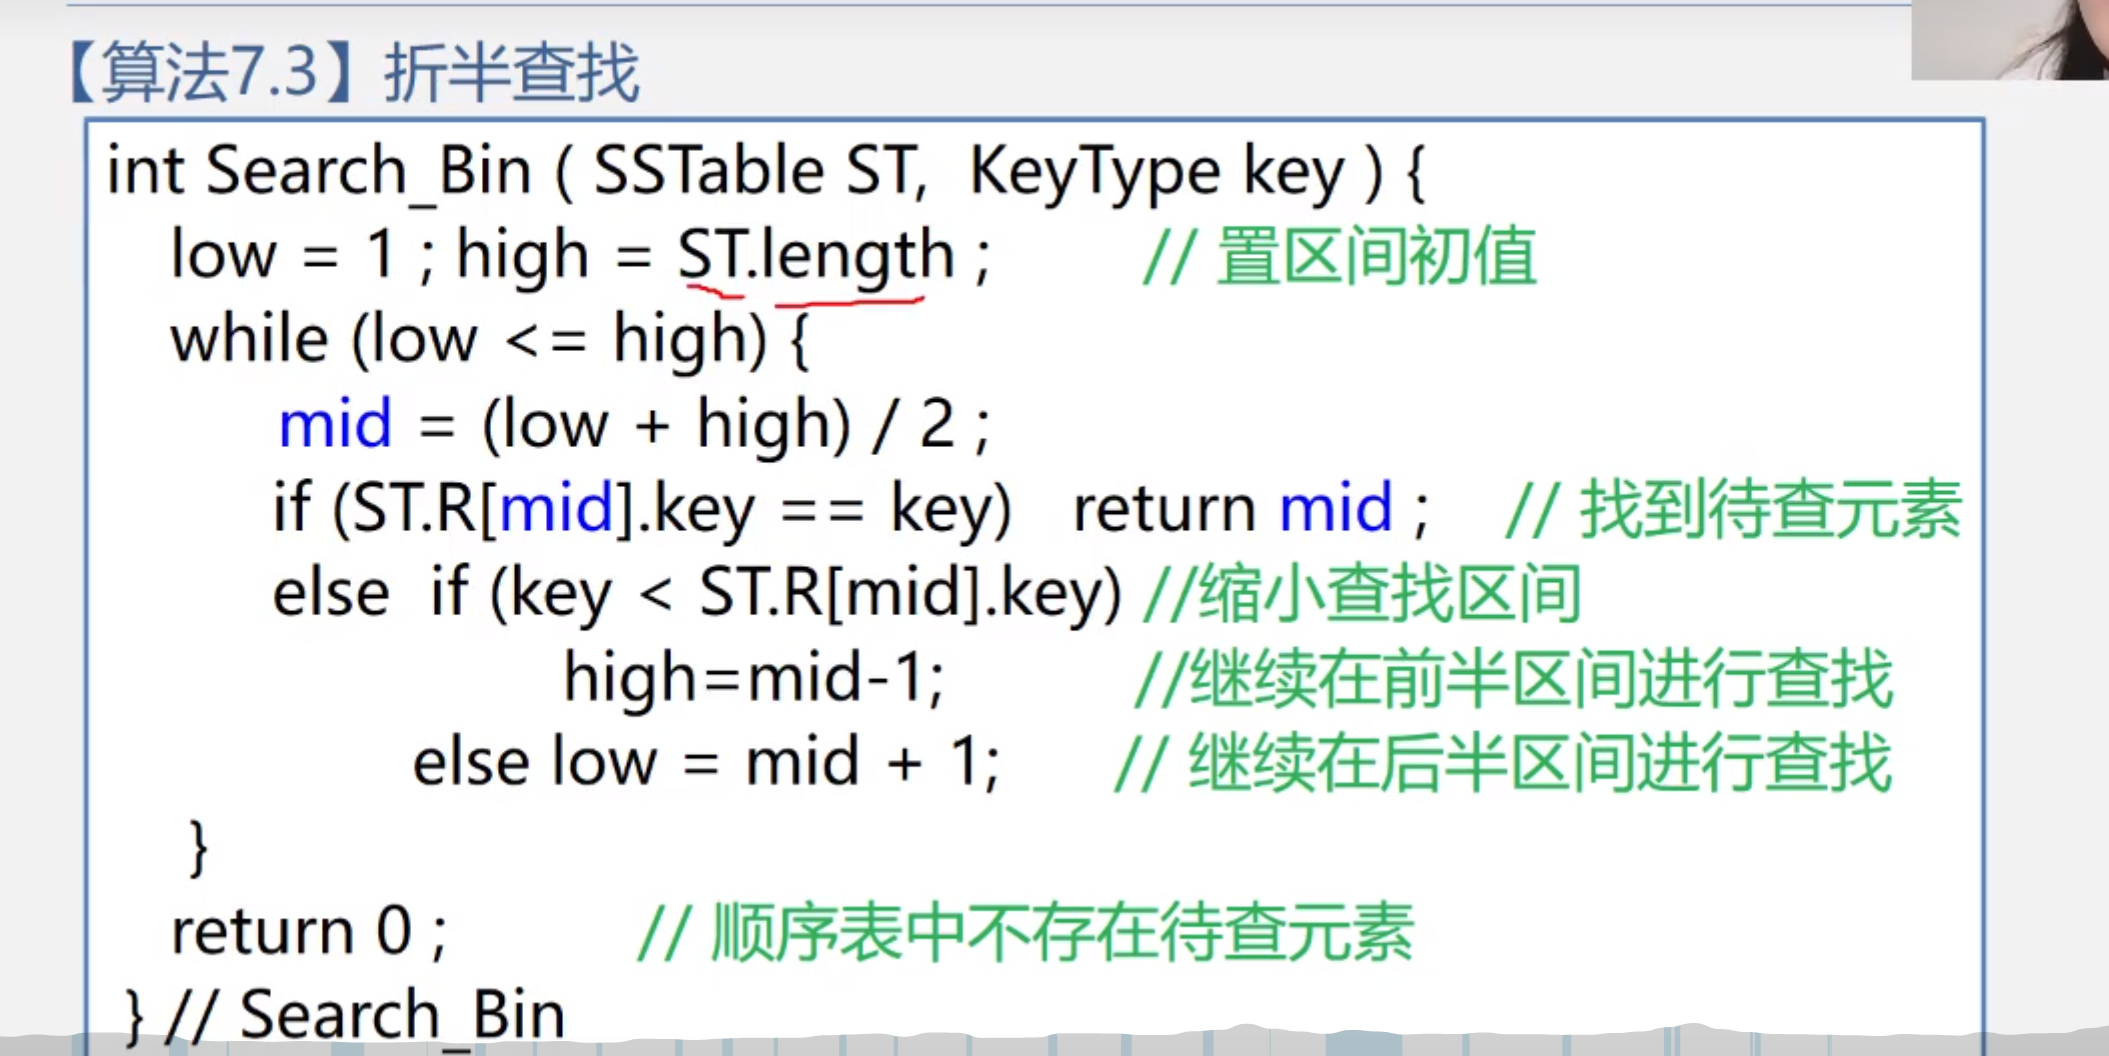 【算法7.3】折半查找
int Search_Bin ( SSTable ST, KeyType key ) {
low = 1 ; high = ST.length ; // 置区间初值
while (low <= high) {
mid = (low + high) / 2 ;
if (ST.R[mid].key == key) return mid ; // 找到待查元素
else if (key < ST.R[mid].key) //缩小查找区间
high=mid-1; //继续在前半区间进行查找
else low = mid + 1; // 继续在后半区间进行查找
}
return 0 ; // 顺序表中不存在待查元素
} // Search_Bin